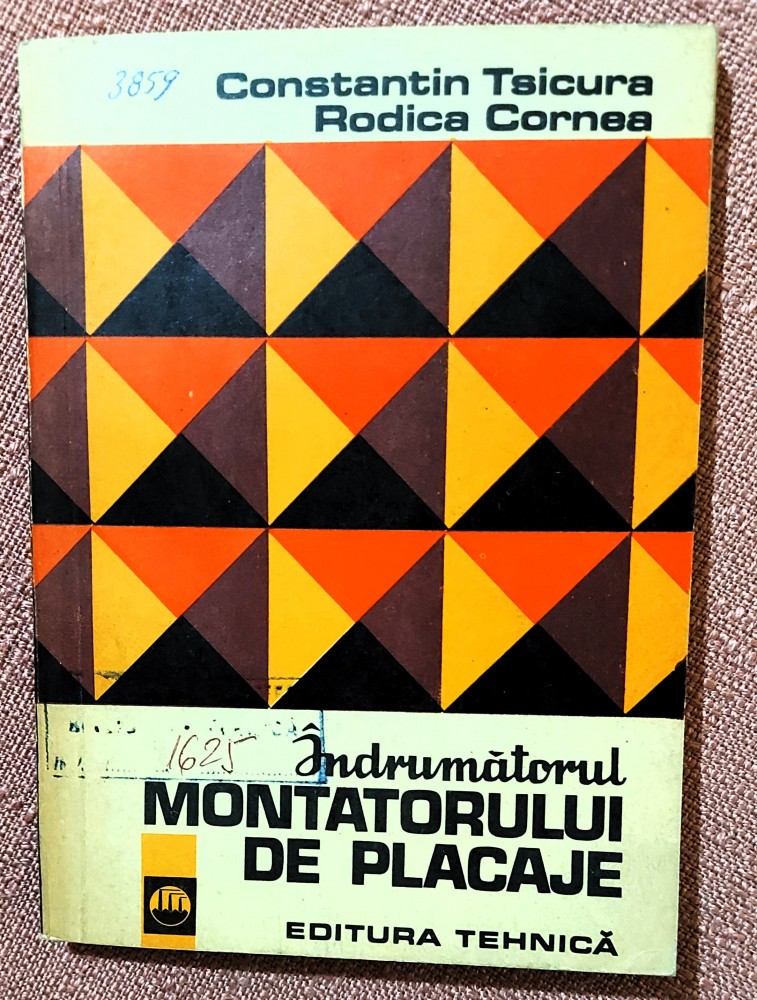 3859
Constantin Tsicura
Rodica Cornea
1625
Îndrumătorul
MONTATORULUI
DE PLACAJE
EDITURA TEHNICĂ